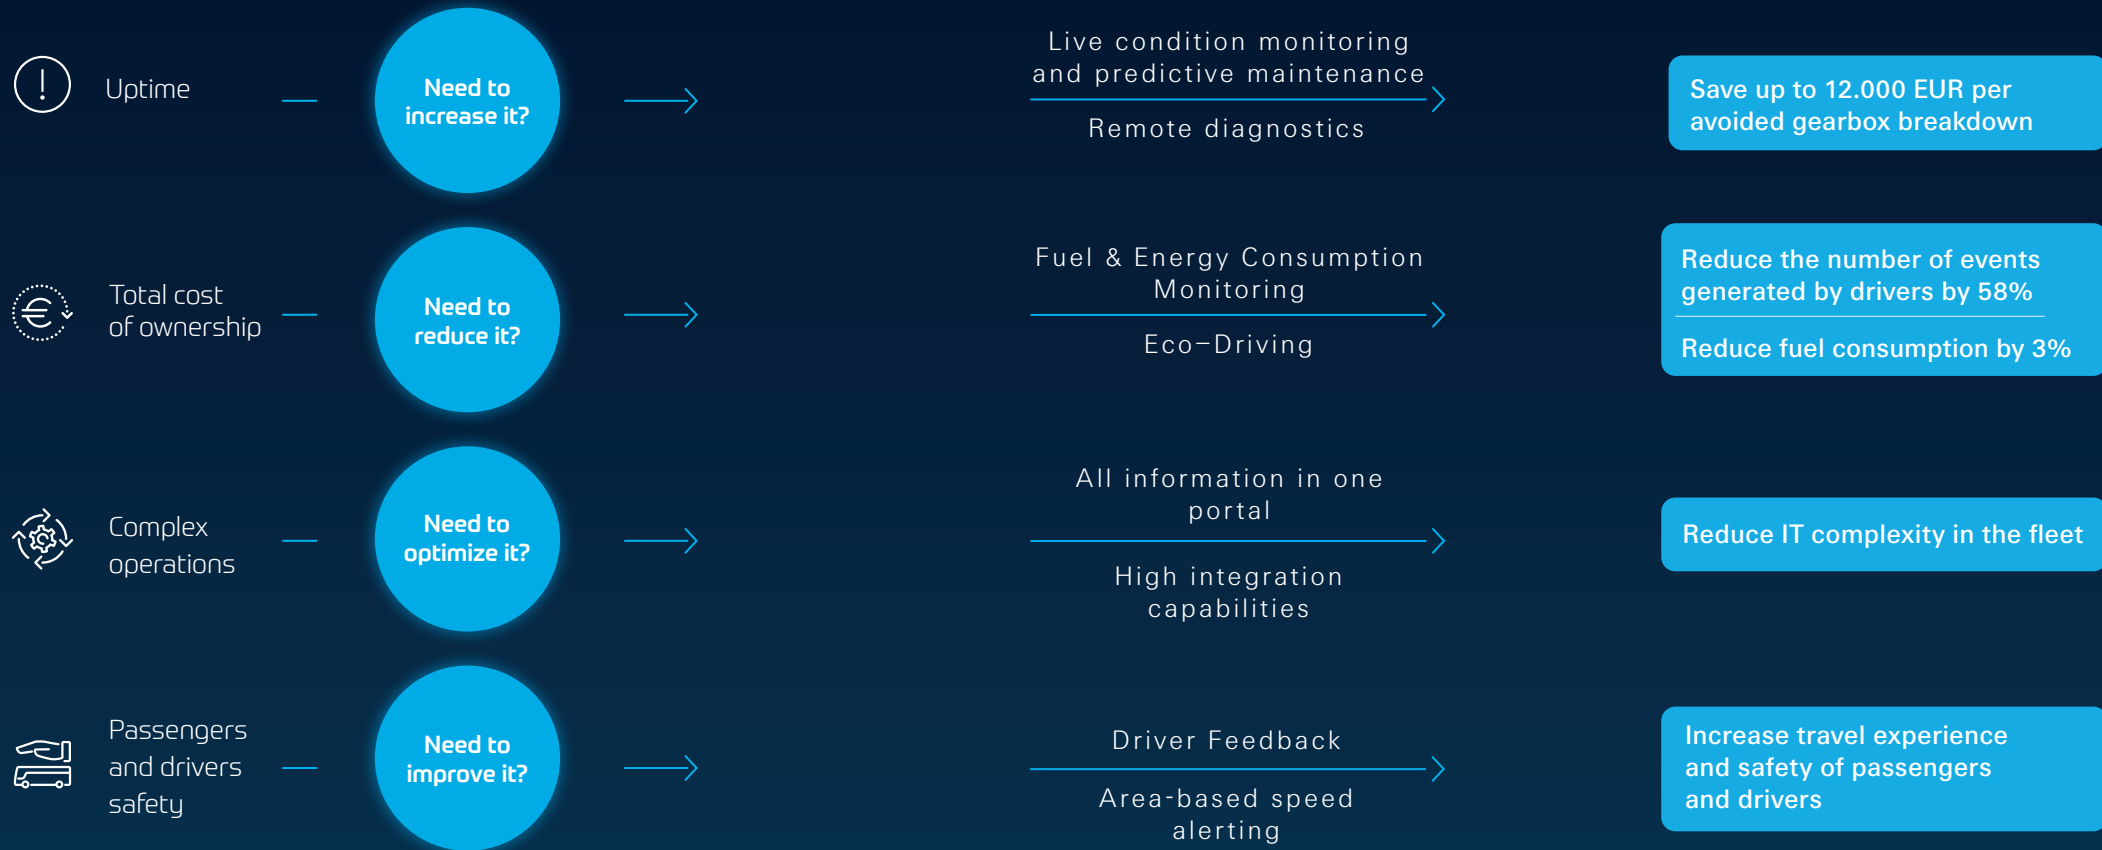 Uptime
Need to
increase it?
Live condition monitoring
and predictive maintenance
Remote diagnostics
Save up to 12.000 EUR per
avoided gearbox breakdown
Total cost
of ownership
Need to
reduce it?
Fuel & Energy Consumption
Monitoring
Eco–Driving
Reduce the number of events
generated by drivers by 58%
Reduce fuel consumption by 3%
Complex
operations
Need to
optimize it?
All information in one
portal
High integration
capabilities
Reduce IT complexity in the fleet
Passengers
and drivers
safety
Need to
improve it?
Driver Feedback
Area-based speed
alerting
Increase travel experience
and safety of passengers
and drivers